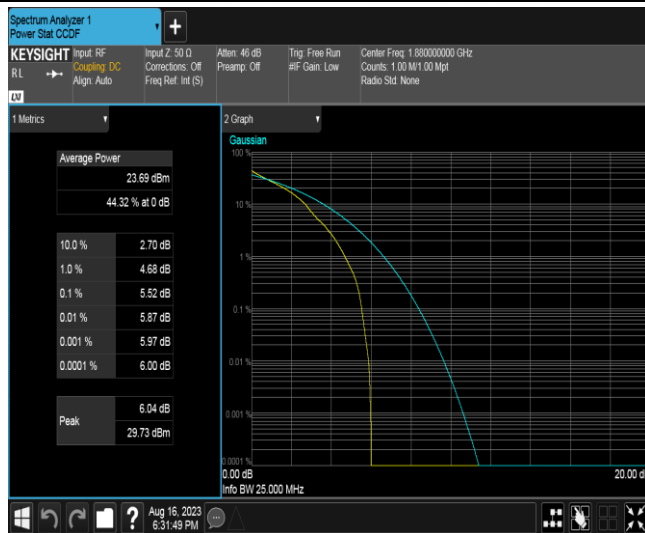 Spectrum Analyzer 1
Power Stat CCDF
+
KEYSIGHT
RL
Input: RF
Coupling: DC
Align: Auto
Input Z: 50 Ω
Corrections: Off
Freq Ref: Int (S)
Atten: 46 dB
Preamp: Off
Trig: Free Run
#IF Gain: Low
Center Freq: 1.880000000 GHz
Counts: 1.00 M/1.00 Mpt
Radio Std: None
1 Metrics
Average Power
23.69 dBm
44.32 % at 0 dB
10.0 % 2.70 dB
1.0 % 4.68 dB
0.1 % 5.52 dB
0.01 % 5.87 dB
0.001 % 5.97 dB
0.0001 % 6.00 dB
Peak
6.04 dB
29.73 dBm
2 Graph
Gaussian
100 %
10 %
1 %
0.1 %
0.01 %
0.001 %
0.0001 %
0.00 dB
20.00 d
Info BW 25.000 MHz
?
Aug 16, 2023
6:31:49 PM